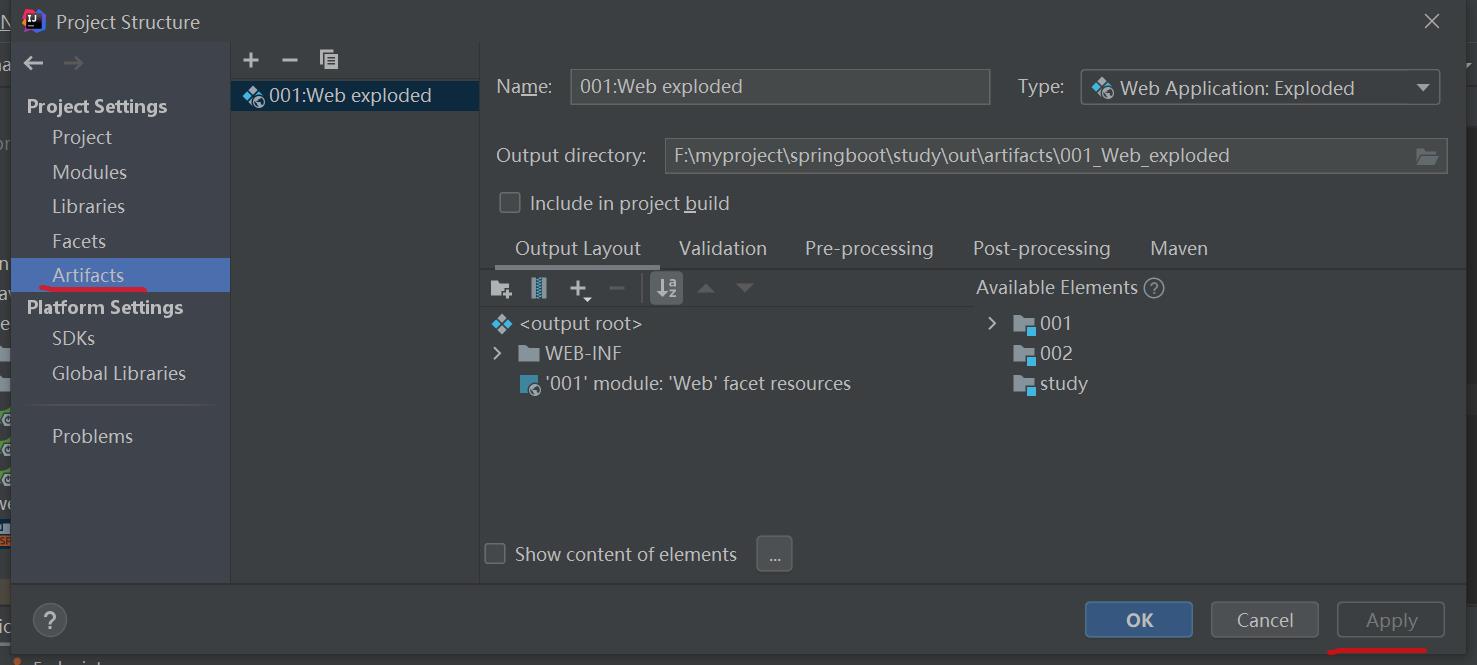 Project Structure
Project Settings
Project
Modules
Libraries
Facets
Artifacts
Platform Settings
SDKs
Global Libraries
Problems
001:Web exploded
Name: 001:Web exploded
Type: Web Application: Exploded
Output directory: F:\myproject\springboot\study\out\artifacts\001_Web_exploded
Include in project build
Output Layout Validation Pre-processing Post-processing Maven
<output root>
WEB-INF
'001' module: 'Web' facet resources
Available Elements ?
001
002
study
Show content of elements ...
? OK Cancel Apply